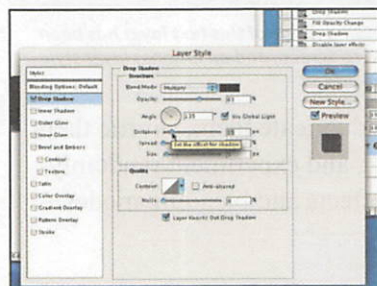 Drop Shadow
Fill Opacity Change
Drop Shadow
Disable layer effects
Layer Style
Styles
Blending Options: Default
Drop Shadow
Inner Shadow
Outer Glow
Inner Glow
Bevel and Emboss
Contour
Texture
Satin
Color Overlay
Gradient Overlay
Pattern Overlay
Stroke
Drop Shadow
Structure
Blend Mode: Multiply
Opacity: %
Angle: Use Global Light
Distance: px
Set the offset for shadow
Spread: %
Size: px
Quality
Contour: Anti-aliased
Noise: 0 %
Layer Knocks Out Drop Shadow
OK
Cancel
New Style...
Preview